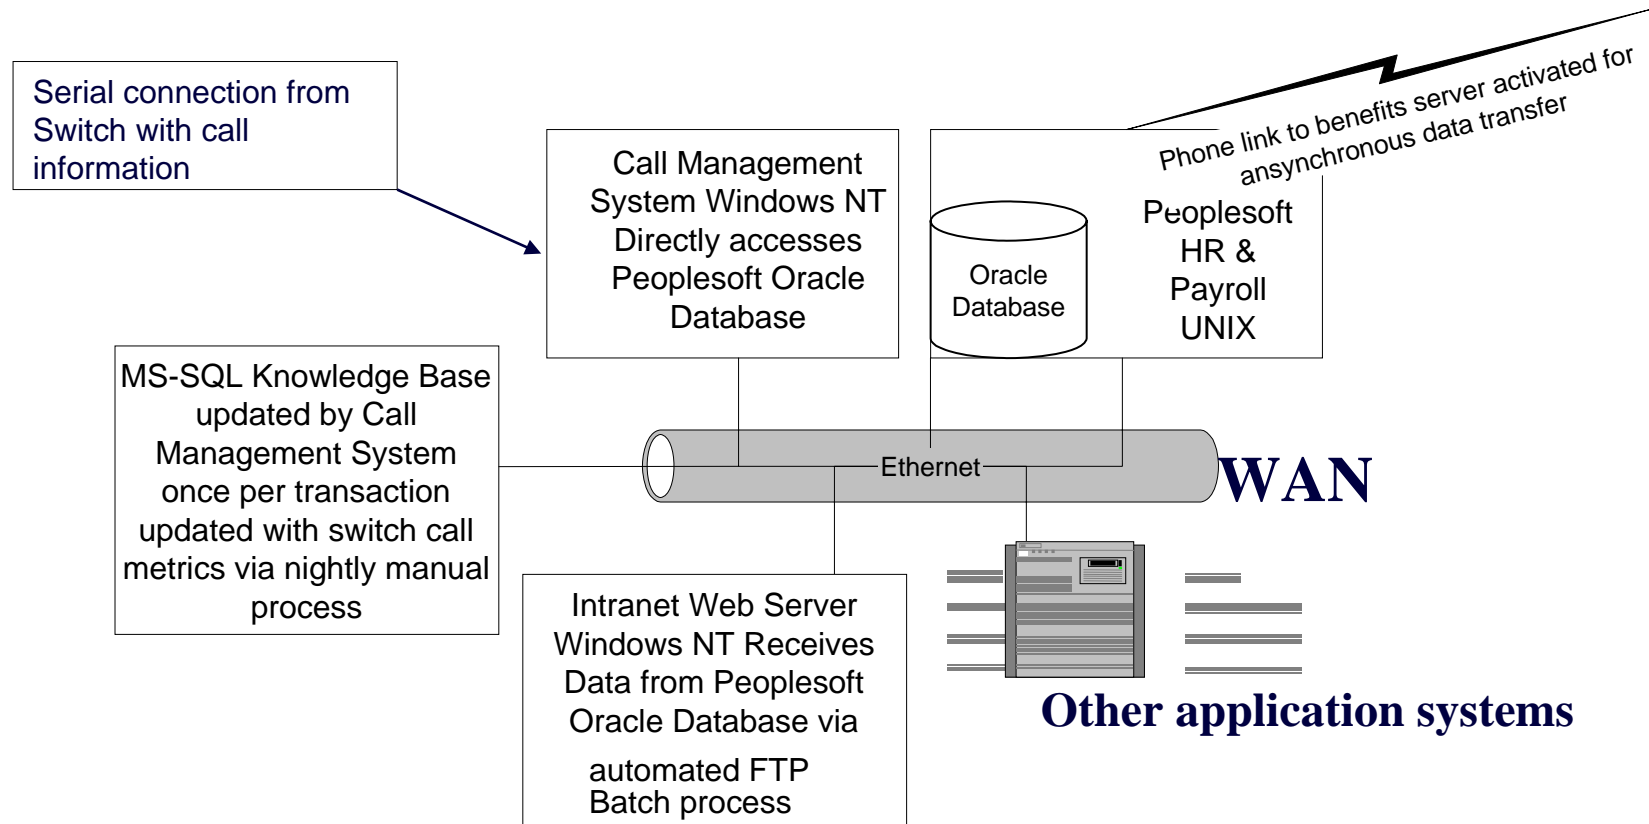 Serial connection from
Switch with call
information
Call Management
System Windows NT
Directly accesses
Peoplesoft Oracle
Database
Phone link to benefits server activated for
ansynchronous data transfer
Oracle
Database
Peoplesoft
HR &
Payroll
UNIX
MS-SQL Knowledge Base
updated by Call
Management System
once per transaction
updated with switch call
metrics via nightly manual
process
Ethernet
WAN
Intranet Web Server
Windows NT Receives
Data from Peoplesoft
Oracle Database via
automated FTP
Batch process
Other application systems